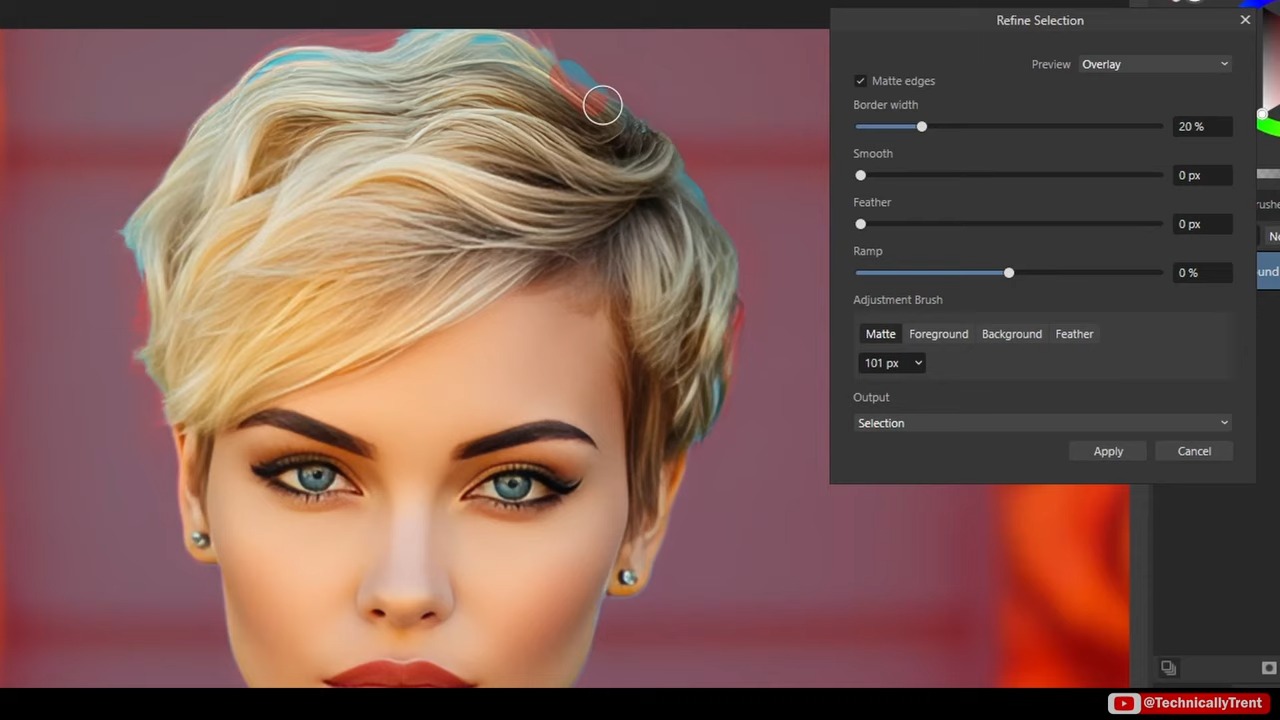 Refine Selection
Preview Overlay
Matte edges
Border width
20 %
Smooth
0 px
Feather
0 px
Ramp
0 %
Adjustment Brush
Matte Foreground Background Feather
101 px
Output
Selection
Apply Cancel
@TechnicallyTrent